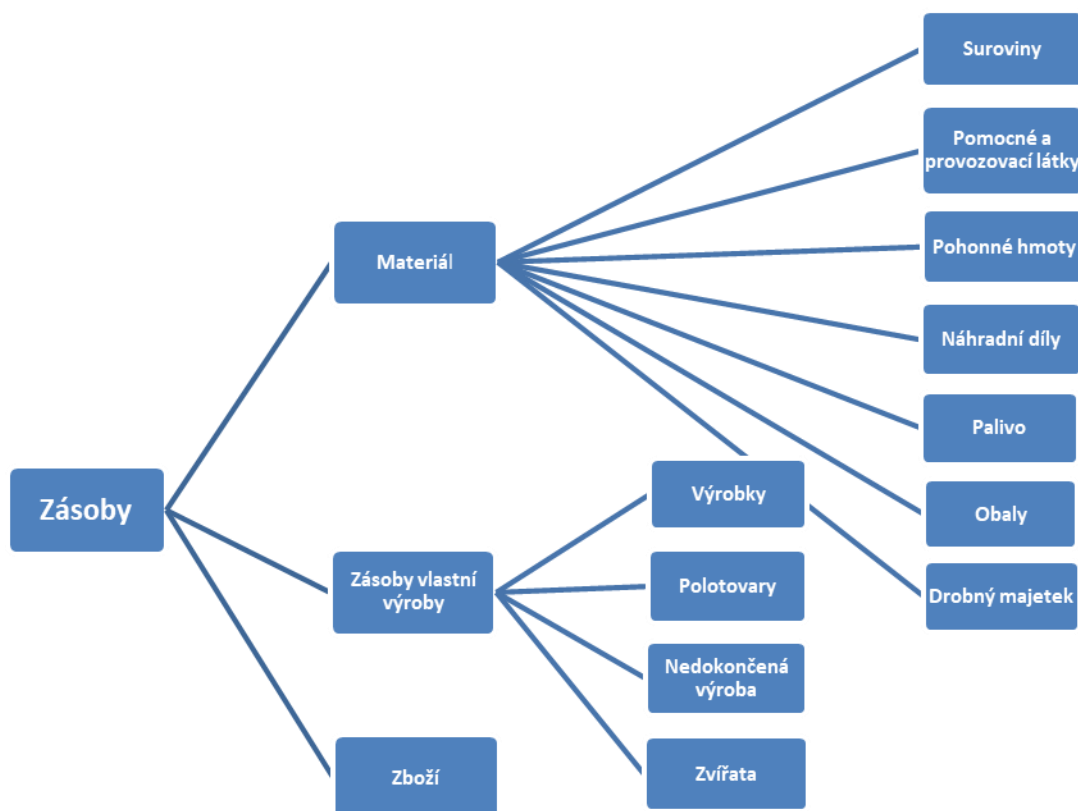 Zásoby
Materiál
Suroviny
Pomocné a
provozovací látky
Pohonné hmoty
Náhradní díly
Palivo
Obaly
Drobný majetek
Zásoby vlastní
výroby
Výrobky
Polotovary
Nedokončená
výroba
Zvířata
Zboží